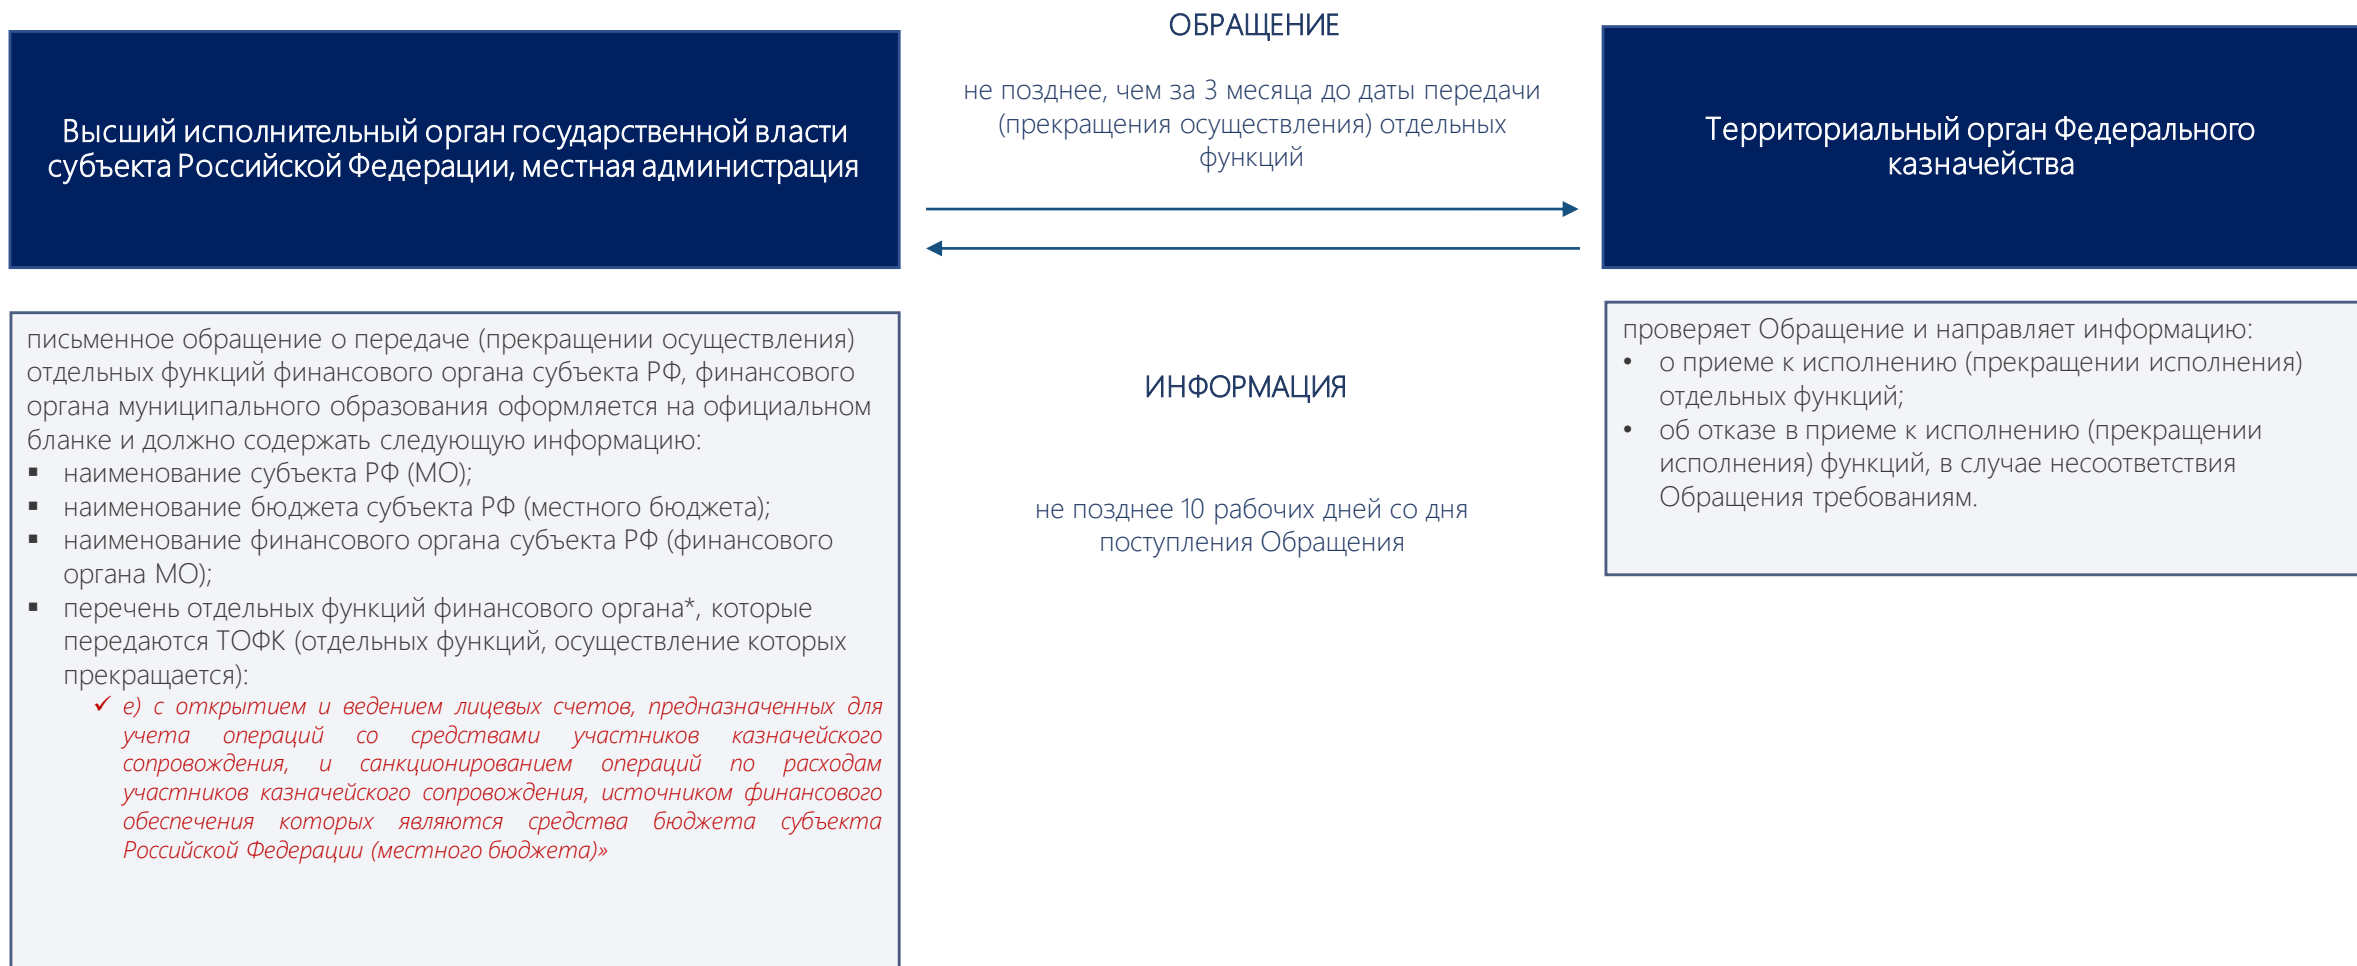 ОБРАЩЕНИЕ
Высший исполнительный орган государственной власти
субъекта Российской Федерации, местная администрация
не позднее, чем за 3 месяца до даты передачи
(прекращения осуществления) отдельных
функций
Территориальный орган Федерального
казначейства
письменное обращение о передаче (прекращении осуществления)
отдельных функций финансового органа субъекта РФ, финансового
органа муниципального образования оформляется на официальном
бланке и должно содержать следующую информацию:
▪ наименование субъекта РФ (МО);
▪ наименование бюджета субъекта РФ (местного бюджета);
▪ наименование финансового органа субъекта РФ (финансового
органа МО);
▪ перечень отдельных функций финансового органа*, которые
передаются ТОФК (отдельных функций, осуществление которых
прекращается):
✓ е) с открытием и ведением лицевых счетов, предназначенных для
учета операций со средствами участников казначейского
сопровождения, и санкционированием операций по расходам
участников казначейского сопровождения, источником финансового
обеспечения которых являются средства бюджета субъекта
Российской Федерации (местного бюджета)»
ИНФОРМАЦИЯ
не позднее 10 рабочих дней со дня
поступления Обращения
проверяет Обращение и направляет информацию:
• о приеме к исполнению (прекращении исполнения)
отдельных функций;
• об отказе в приеме к исполнению (прекращении
исполнения) функций, в случае несоответствия
Обращения требованиям.